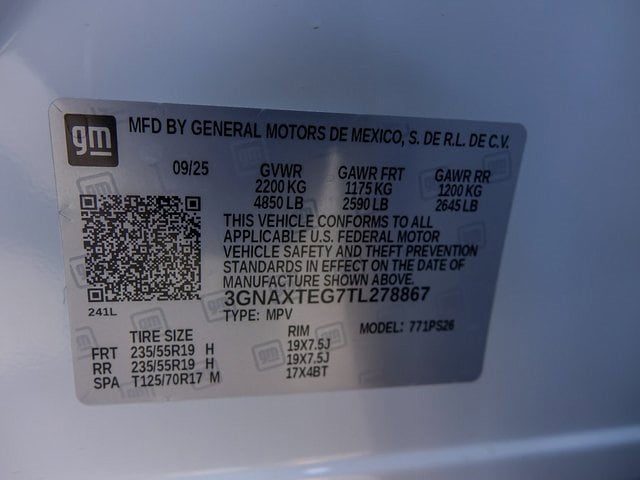 gm MFD BY GENERAL MOTORS DE MEXICO, S. DE R.L. DE C.V.
09/25 GVWR GAWR FRT GAWR RR
2200 KG 1175 KG 1200 KG
4850 LB 2590 LB 2645 LB
THIS VEHICLE CONFORMS TO ALL
APPLICABLE U.S. FEDERAL MOTOR
VEHICLE SAFETY AND THEFT PREVENTION
STANDARDS IN EFFECT ON THE DATE OF
MANUFACTURE SHOWN ABOVE.
3GNAXTEG7TL278867
241L
TYPE: MPV MODEL: 771PS26
TIRE SIZE RIM
FRT 235/55R19 H 19X7.5J
RR 235/55R19 H 19X7.5J
SPA T125/70R17 M 17X4BT